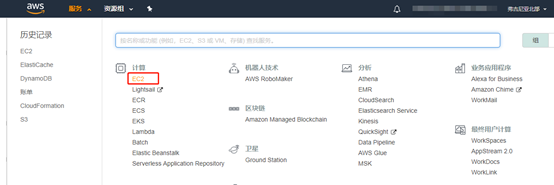 aws
服务
资源组
弗吉尼亚北部
历史记录
EC2
ElastiCache
DynamoDB
账单
CloudFormation
S3
按名称或功能 (例如, EC2、S3 或 VM、存储) 查找服务。
组
计算
EC2
Lightsail
ECR
ECS
EKS
Lambda
Batch
Elastic Beanstalk
Serverless Application Repository
机器人技术
AWS RoboMaker
区块链
Amazon Managed Blockchain
卫星
Ground Station
分析
Athena
EMR
CloudSearch
Elasticsearch Service
Kinesis
QuickSight
Data Pipeline
AWS Glue
MSK
业务应用程序
Alexa for Business
Amazon Chime
WorkMail
最终用户计算
WorkSpaces
AppStream 2.0
WorkDocs
WorkLink